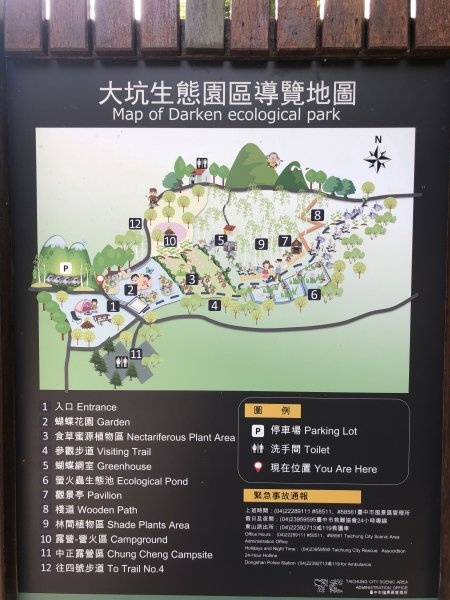 大坑生態園區導覽地圖
Map of Darken ecological park
N
P
1
2
3
4
5
6
7
8
9
10
11
12
1 入口 Entrance
2 蝴蝶花園 Garden
3 食草蜜源植物區 Nectariferous Plant Area
4 參觀步道 Visiting Trail
5 蝴蝶網室 Greenhouse
6 螢火蟲生態池 Ecological Pond
7 觀景亭 Pavilion
8 棧道 Wooden Path
9 林間植物區 Shade Plants Area
10 露營-營火區 Campground
11 中正露營區 Chung Cheng Campsite
12 往四號步道 To Trail No.4
圖 例
P 停車場 Parking Lot
洗手間 Toilet
現在位置 You Are Here
緊急事故通報
上班時間：(04)22289111 #58511、#58561臺中市風景區管理所
假日及夜間：(04)23959595臺中市救難協會24小時專線
東山派出所：(04)22392713或119救護車
Office Hours： (04)22289111 #58511、#58561 Taichung City Scenic Area
Administration Office
Holidays and Night Time： (04)23959595 Taichung City Rescue Assocdtion
24-Hour Hotline
Dongshan Police Station :(04)22392713或119 for Ambulance
TAICHUNG CITY SCENIC AREA
ADMINISTRATION OFFICE
臺中市風景區管理所